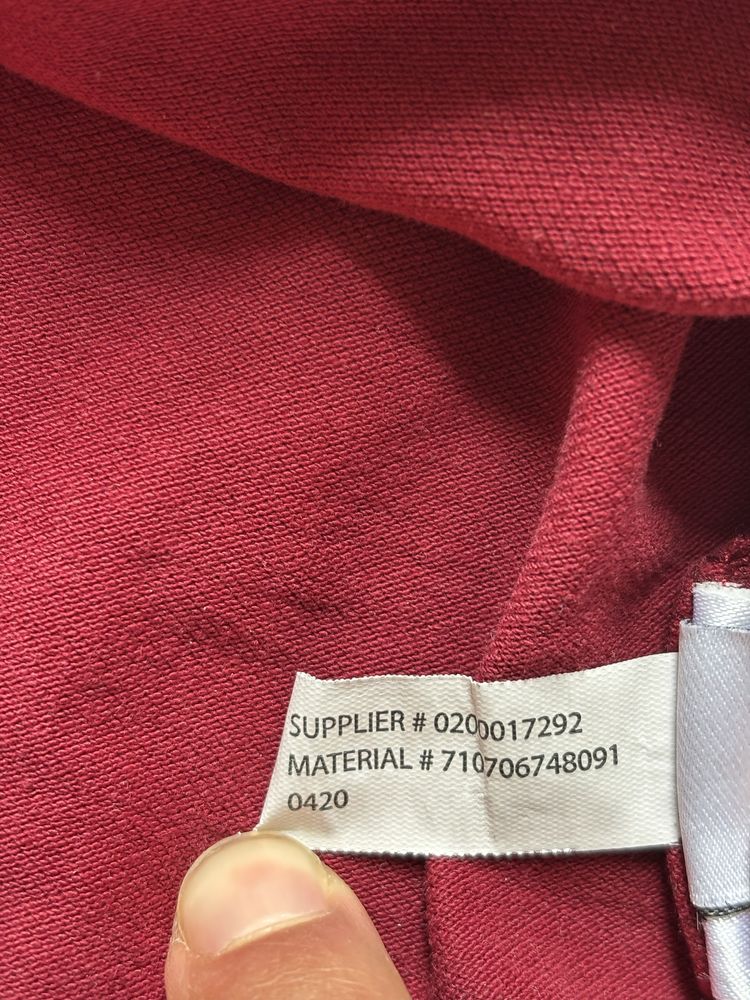 SUPPLIER # 0200017292
MATERIAL # 710706748091
0420